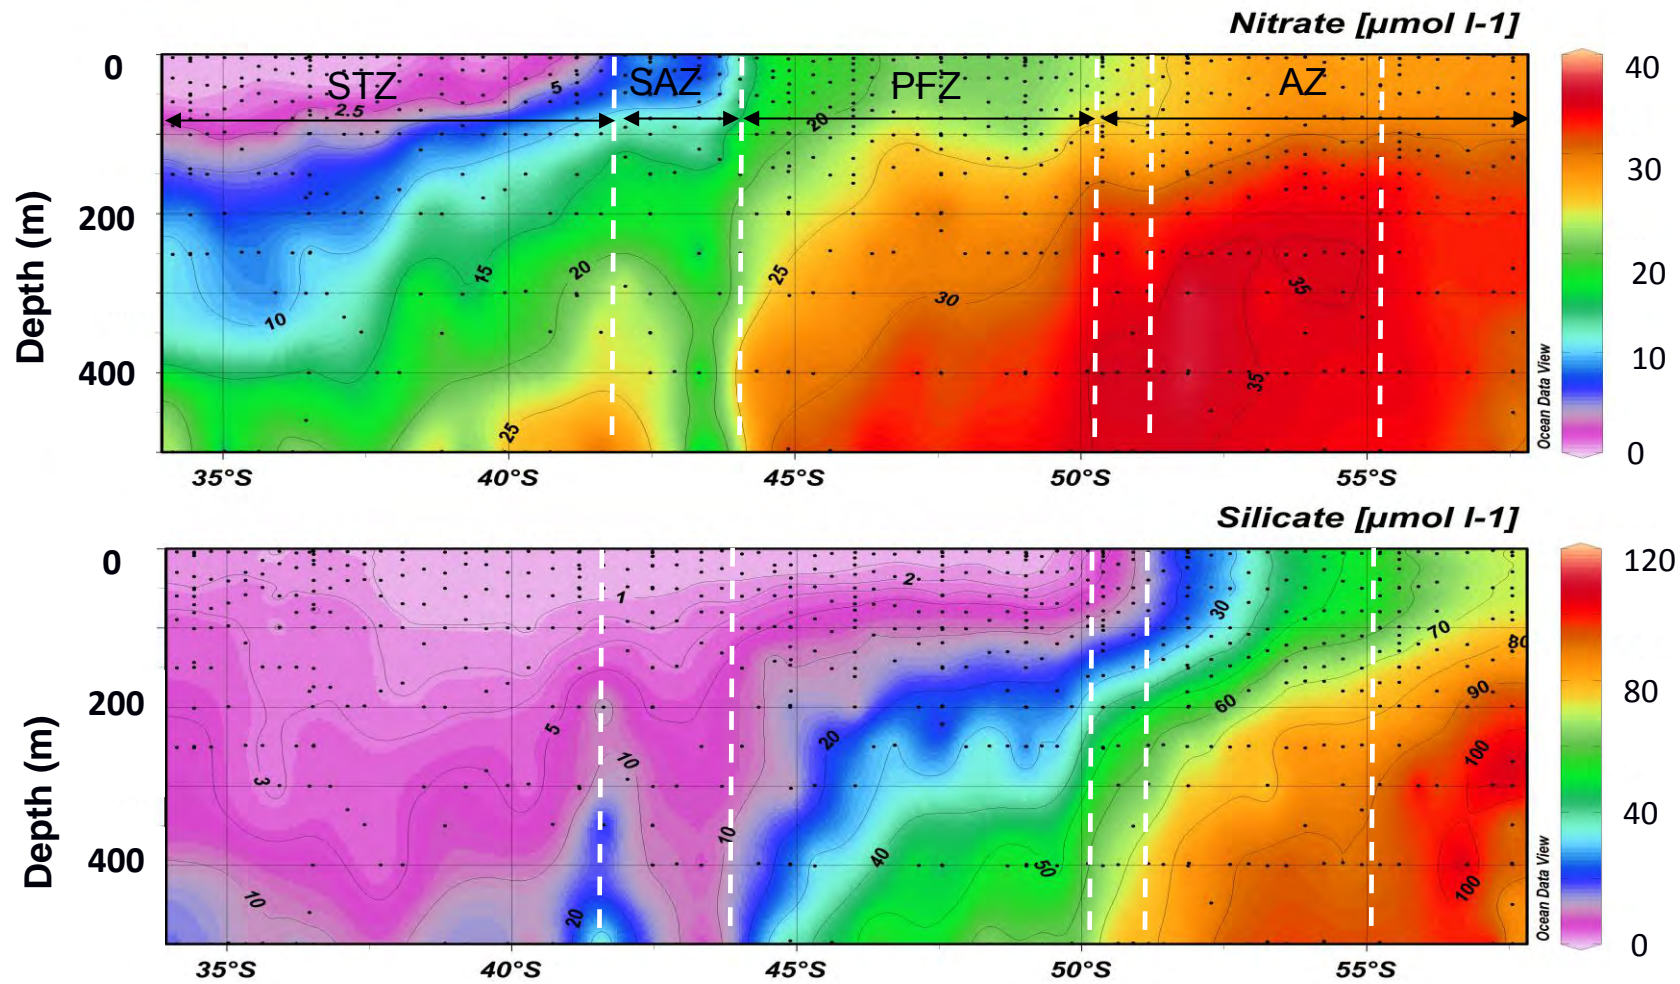 Nitrate [µmol l-1]
0
200
400
Depth (m)
STZ
SAZ
PFZ
AZ
2.5
5
20
10
15
20
25
25
30
35
35
Ocean Data View
40
30
20
10
0
35°S
40°S
45°S
50°S
55°S
Silicate [µmol l-1]
0
200
400
Depth (m)
1
2
3
5
10
10
10
20
20
30
40
50
60
70
80
90
100
100
Ocean Data View
120
80
40
0
35°S
40°S
45°S
50°S
55°S